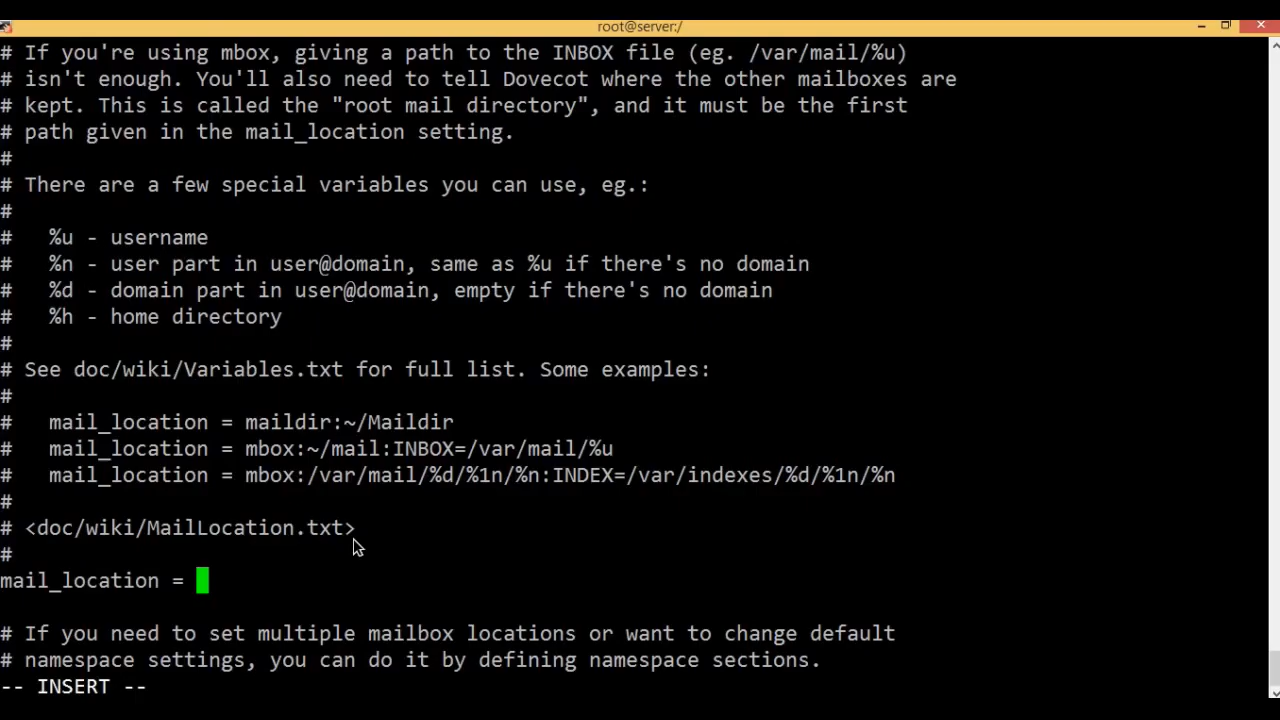 root@server:/
# If you're using mbox, giving a path to the INBOX file (eg. /var/mail/%u)
# isn't enough. You'll also need to tell Dovecot where the other mailboxes are
# kept. This is called the "root mail directory", and it must be the first
# path given in the mail_location setting.
#
# There are a few special variables you can use, eg.:
#
#   %u - username
#   %n - user part in user@domain, same as %u if there's no domain
#   %d - domain part in user@domain, empty if there's no domain
#   %h - home directory
#
# See doc/wiki/Variables.txt for full list. Some examples:
#
#   mail_location = maildir:~/Maildir
#   mail_location = mbox:~/mail:INBOX=/var/mail/%u
#   mail_location = mbox:/var/mail/%d/%1n/%n:INDEX=/var/indexes/%d/%1n/%n
#
# <doc/wiki/MailLocation.txt>
#
mail_location =
# If you need to set multiple mailbox locations or want to change default
# namespace settings, you can do it by defining namespace sections.
-- INSERT --